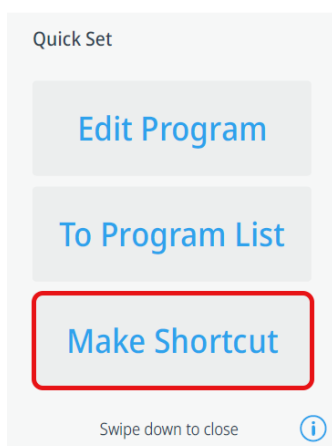 Quick Set
Edit Program
To Program List
Make Shortcut
Swipe down to close